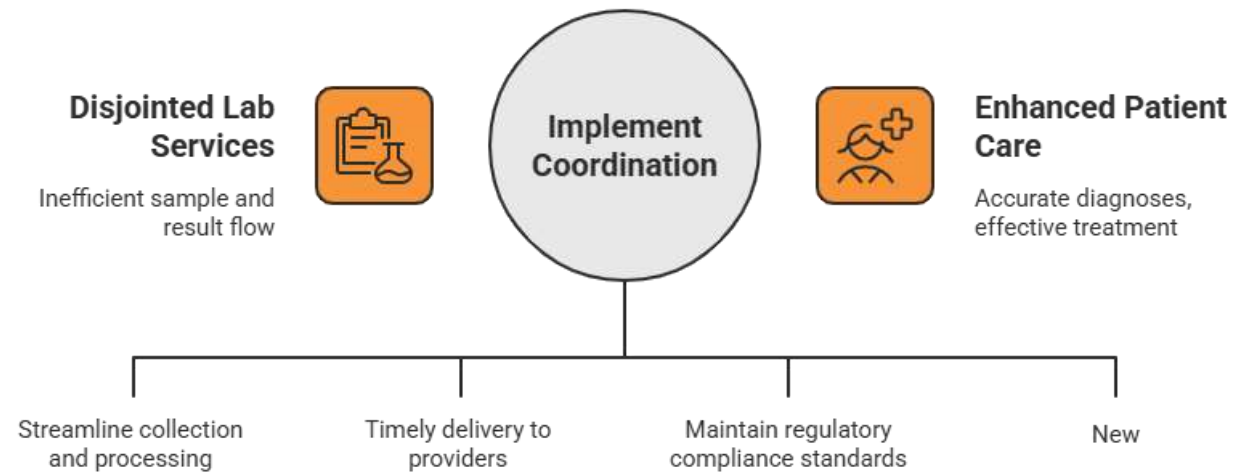 Disjointed Lab
Services
Inefficient sample and
result flow
Implement
Coordination
Enhanced Patient
Care
Accurate diagnoses,
effective treatment
Streamline collection
and processing
Timely delivery to
providers
Maintain regulatory
compliance standards
New